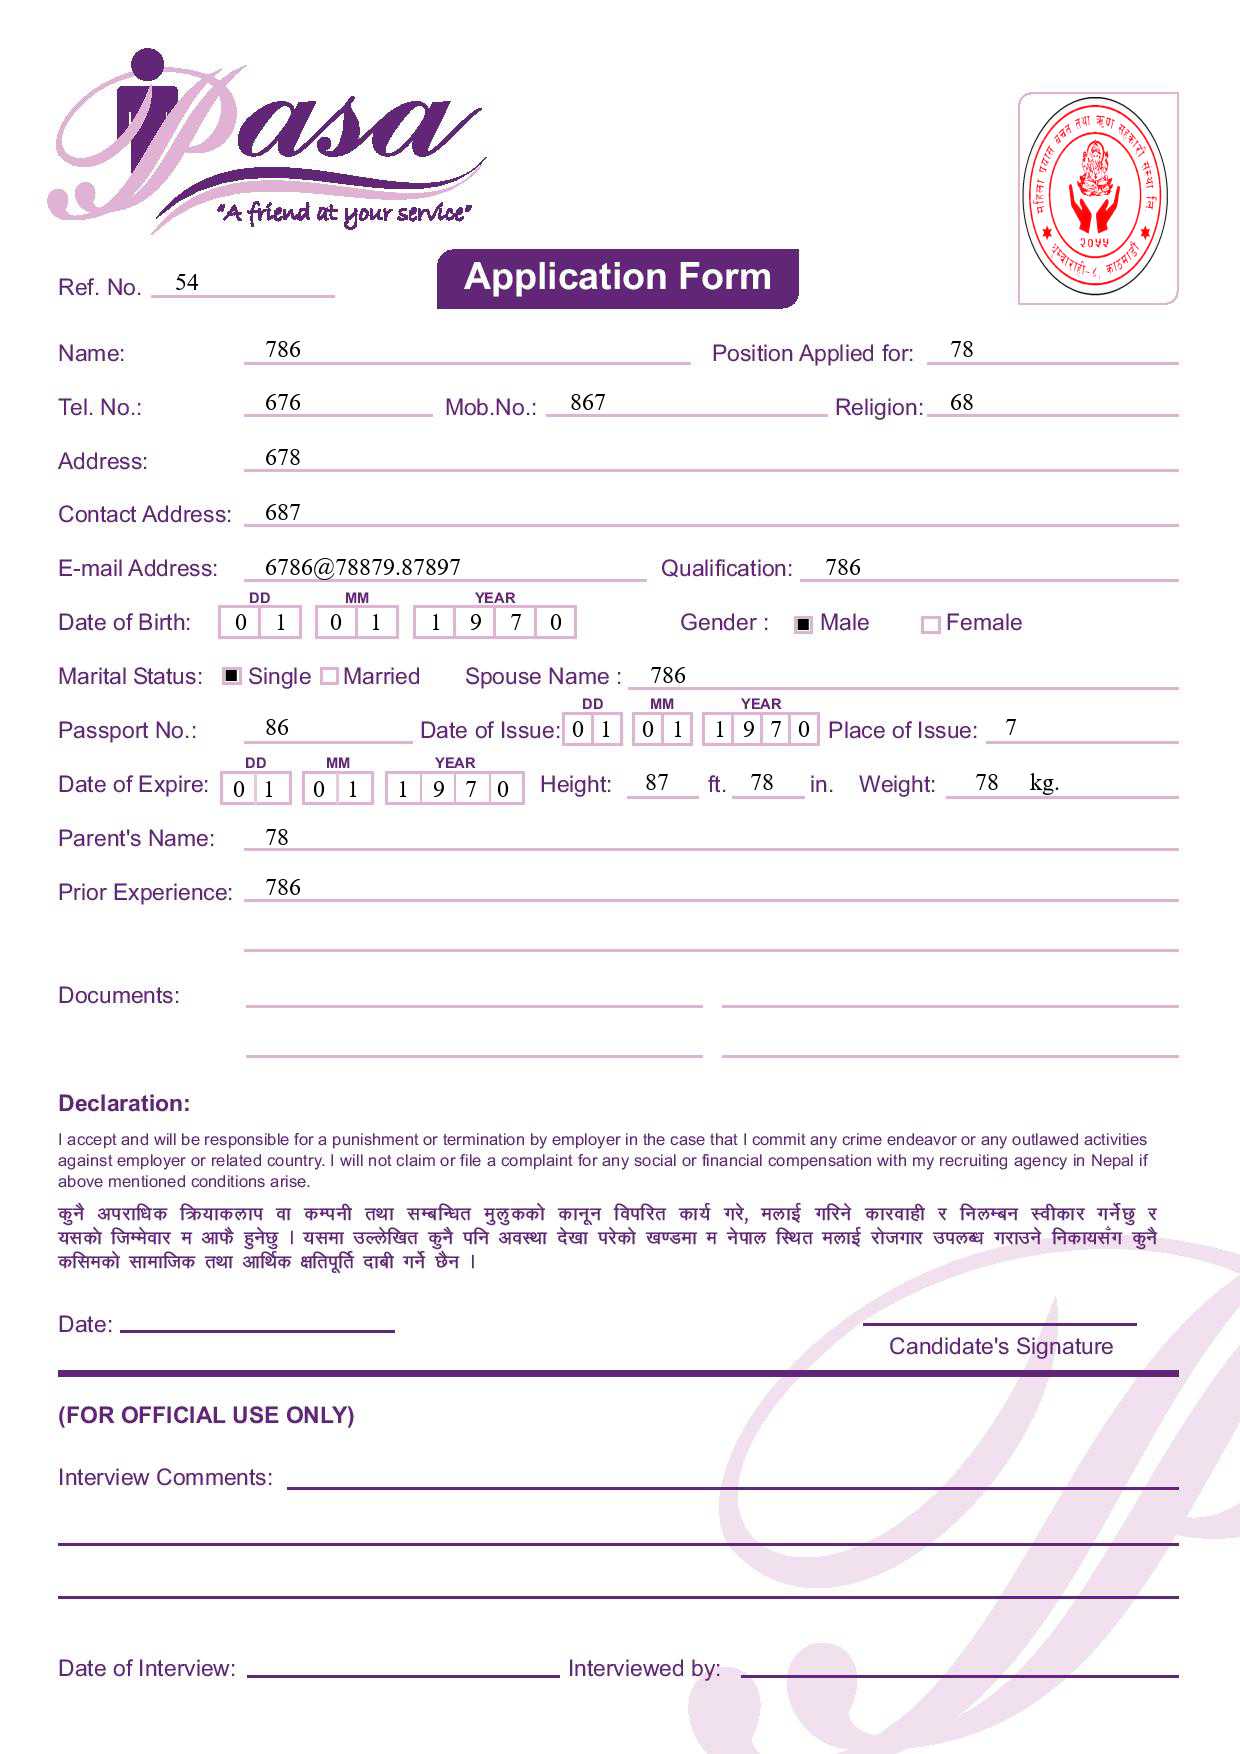 Pasa
"A friend at your service"
महिला प्रयास बचत तथा ऋण सहकारी संस्था लि
२०५५
काठमाडौं
Ref. No. 54
Application Form
Name: 786 Position Applied for: 78
Tel. No.: 676 Mob.No.: 867 Religion: 68
Address: 678
Contact Address: 687
E-mail Address: 6786@78879.87897 Qualification: 786
DD MM YEAR
Date of Birth: 0 1 0 1 1 9 7 0 Gender : Male Female
Marital Status: Single Married Spouse Name : 786
DD MM YEAR
Passport No.: 86 Date of Issue: 0 1 0 1 1 9 7 0 Place of Issue: 7
DD MM YEAR
Date of Expire: 0 1 0 1 1 9 7 0 Height: 87 ft. 78 in. Weight: 78 kg.
Parent's Name: 78
Prior Experience: 786
Documents:
Declaration:
I accept and will be responsible for a punishment or termination by employer in the case that I commit any crime endeavor or any outlawed activities
against employer or related country. I will not claim or file a complaint for any social or financial compensation with my recruiting agency in Nepal if
above mentioned conditions arise.
कुनै अपराधिक क्रियाकलाप वा कम्पनी तथा सम्बन्धित मुलुकको कानून विपरित कार्य गरे, मलाई गरिने कारवाही र निलम्बन स्वीकार गर्नेछु र
यसको जिम्मेवार म आफै हुनेछु । यसमा उल्लेखित कुनै पनि अवस्था देखा परेको खण्डमा म नेपाल स्थित मलाई रोजगार उपलब्ध गराउने निकायसँग कुनै
कसिमको सामाजिक तथा आर्थिक क्षतिपूर्ति दाबी गर्ने छैन ।
Date:
Candidate's Signature
(FOR OFFICIAL USE ONLY)
Interview Comments:
Date of Interview: Interviewed by: